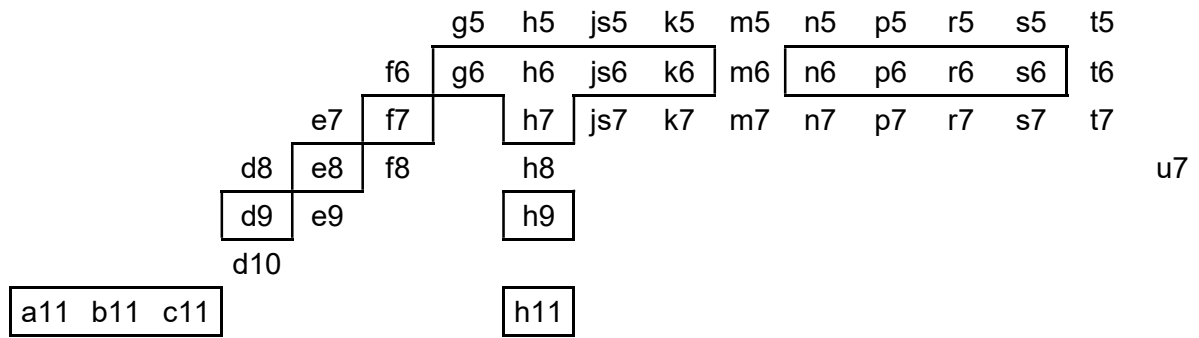 g5 h5 js5 k5 m5 n5 p5 r5 s5 t5
f6 g6 h6 js6 k6 m6 n6 p6 r6 s6 t6
e7 f7 h7 js7 k7 m7 n7 p7 r7 s7 t7
d8 e8 f8 h8 u7
d9 e9 h9
d10
a11 b11 c11 h11